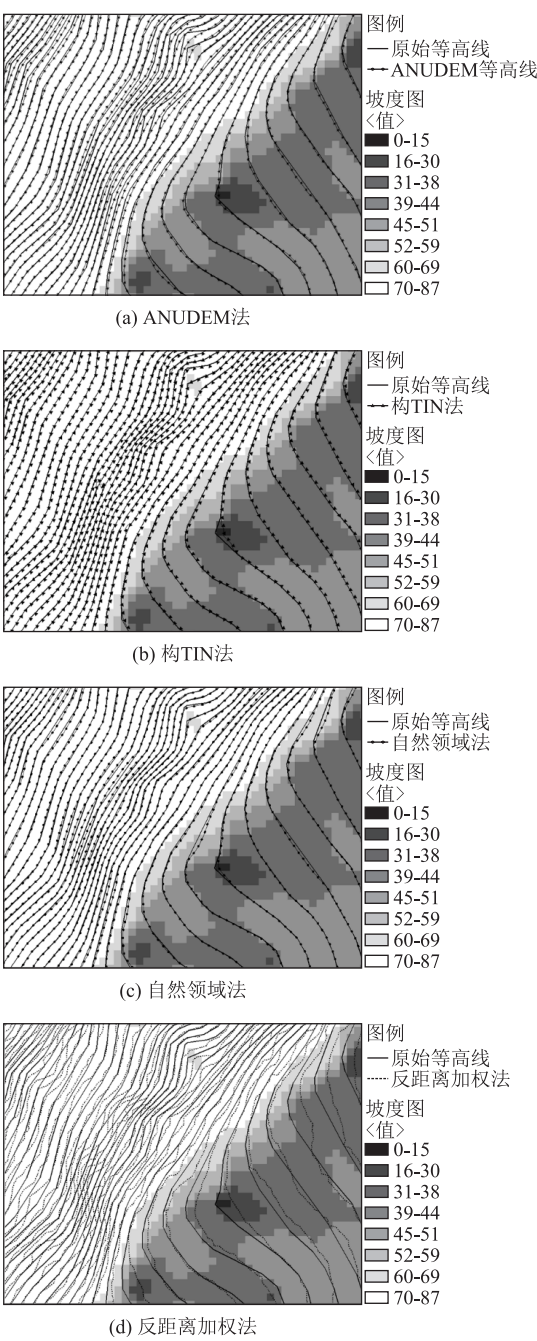 图例
原始等高线
ANUDEM等高线
坡度图
<值>
0-15
16-30
31-38
39-44
45-51
52-59
60-69
70-87
(a) ANUDEM法
图例
原始等高线
构TIN法
坡度图
<值>
0-15
16-30
31-38
39-44
45-51
52-59
60-69
70-87
(b) 构TIN法
图例
原始等高线
自然领域法
坡度图
<值>
0-15
16-30
31-38
39-44
45-51
52-59
60-69
70-87
(c) 自然领域法
图例
原始等高线
反距离加权法
坡度图
<值>
0-15
16-30
31-38
39-44
45-51
52-59
60-69
70-87
(d) 反距离加权法